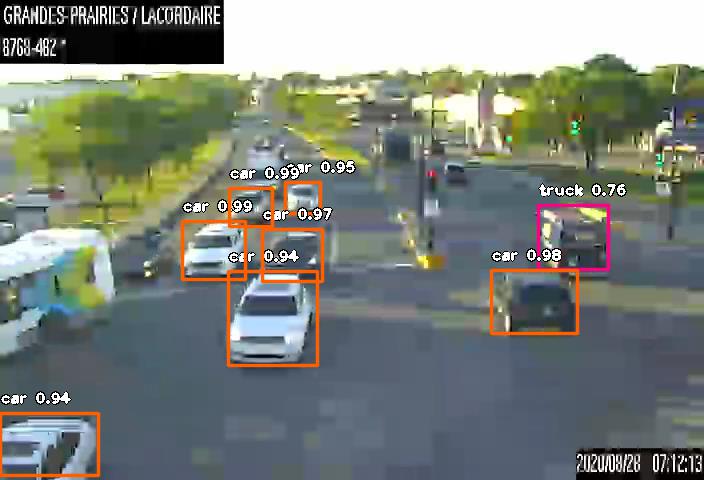 GRANDES-PRAIRIES / LACORDAIRE
8768-482 *
car 0.99
car 0.95
truck 0.76
car 0.99
car 0.97
car 0.94
car 0.98
car 0.94
2020/08/28 07:12:13